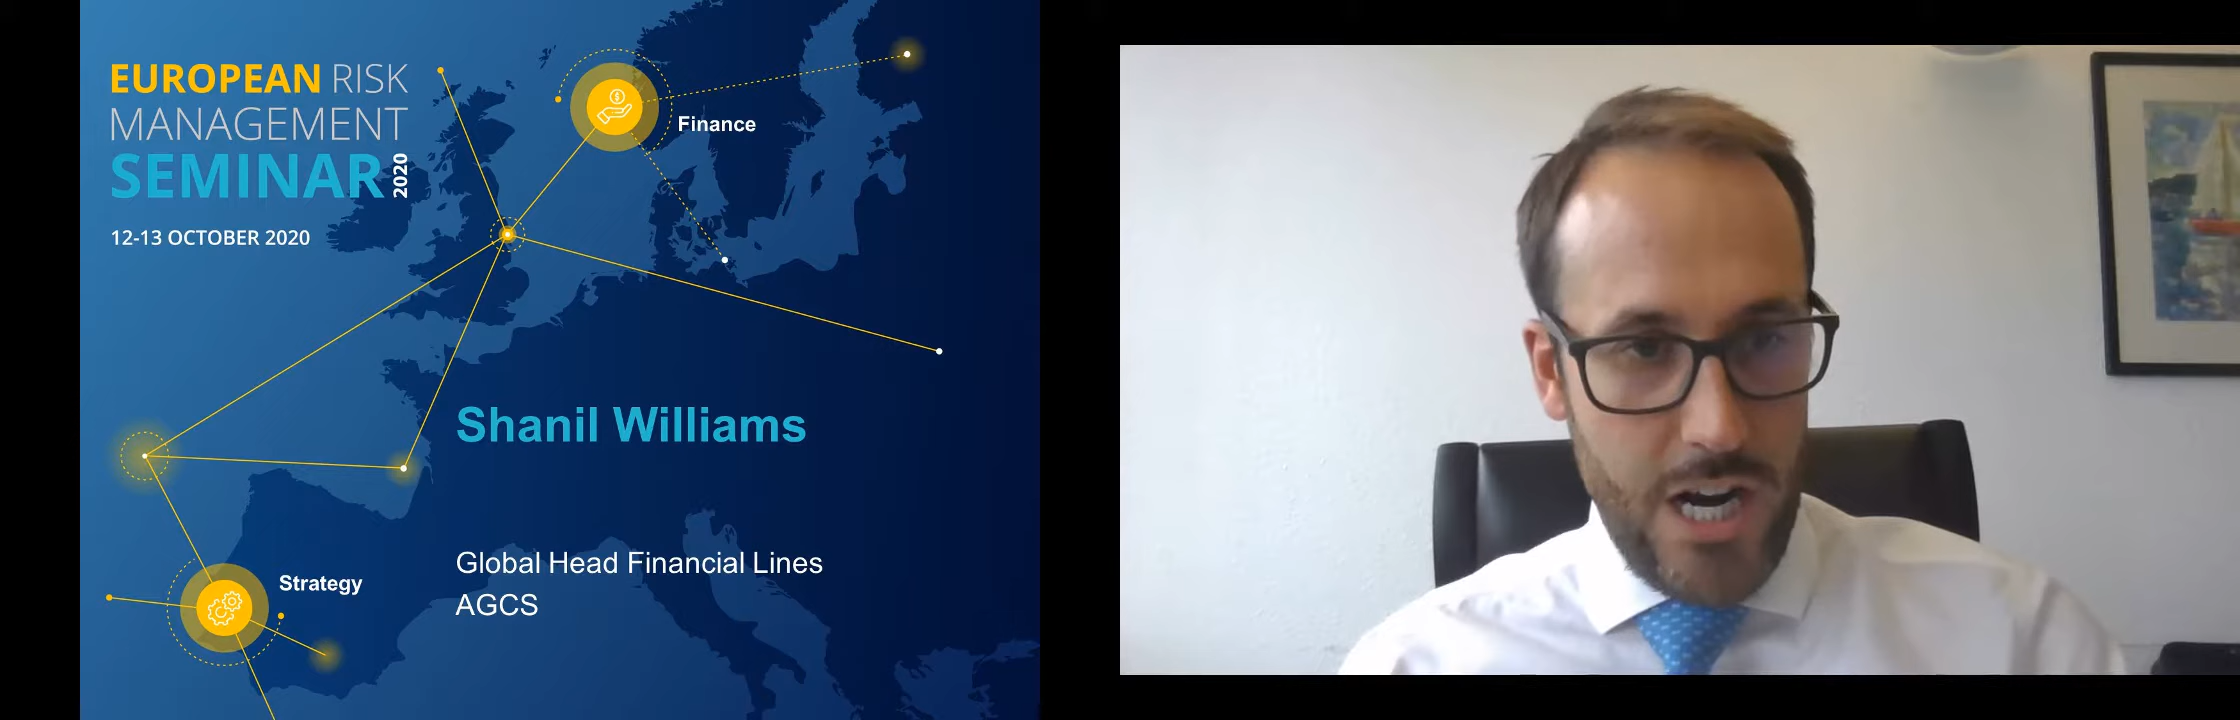 EUROPEAN RISK
MANAGEMENT
SEMINAR 2020
12-13 OCTOBER 2020
Finance
Shanil Williams
Global Head Financial Lines
AGCS
Strategy